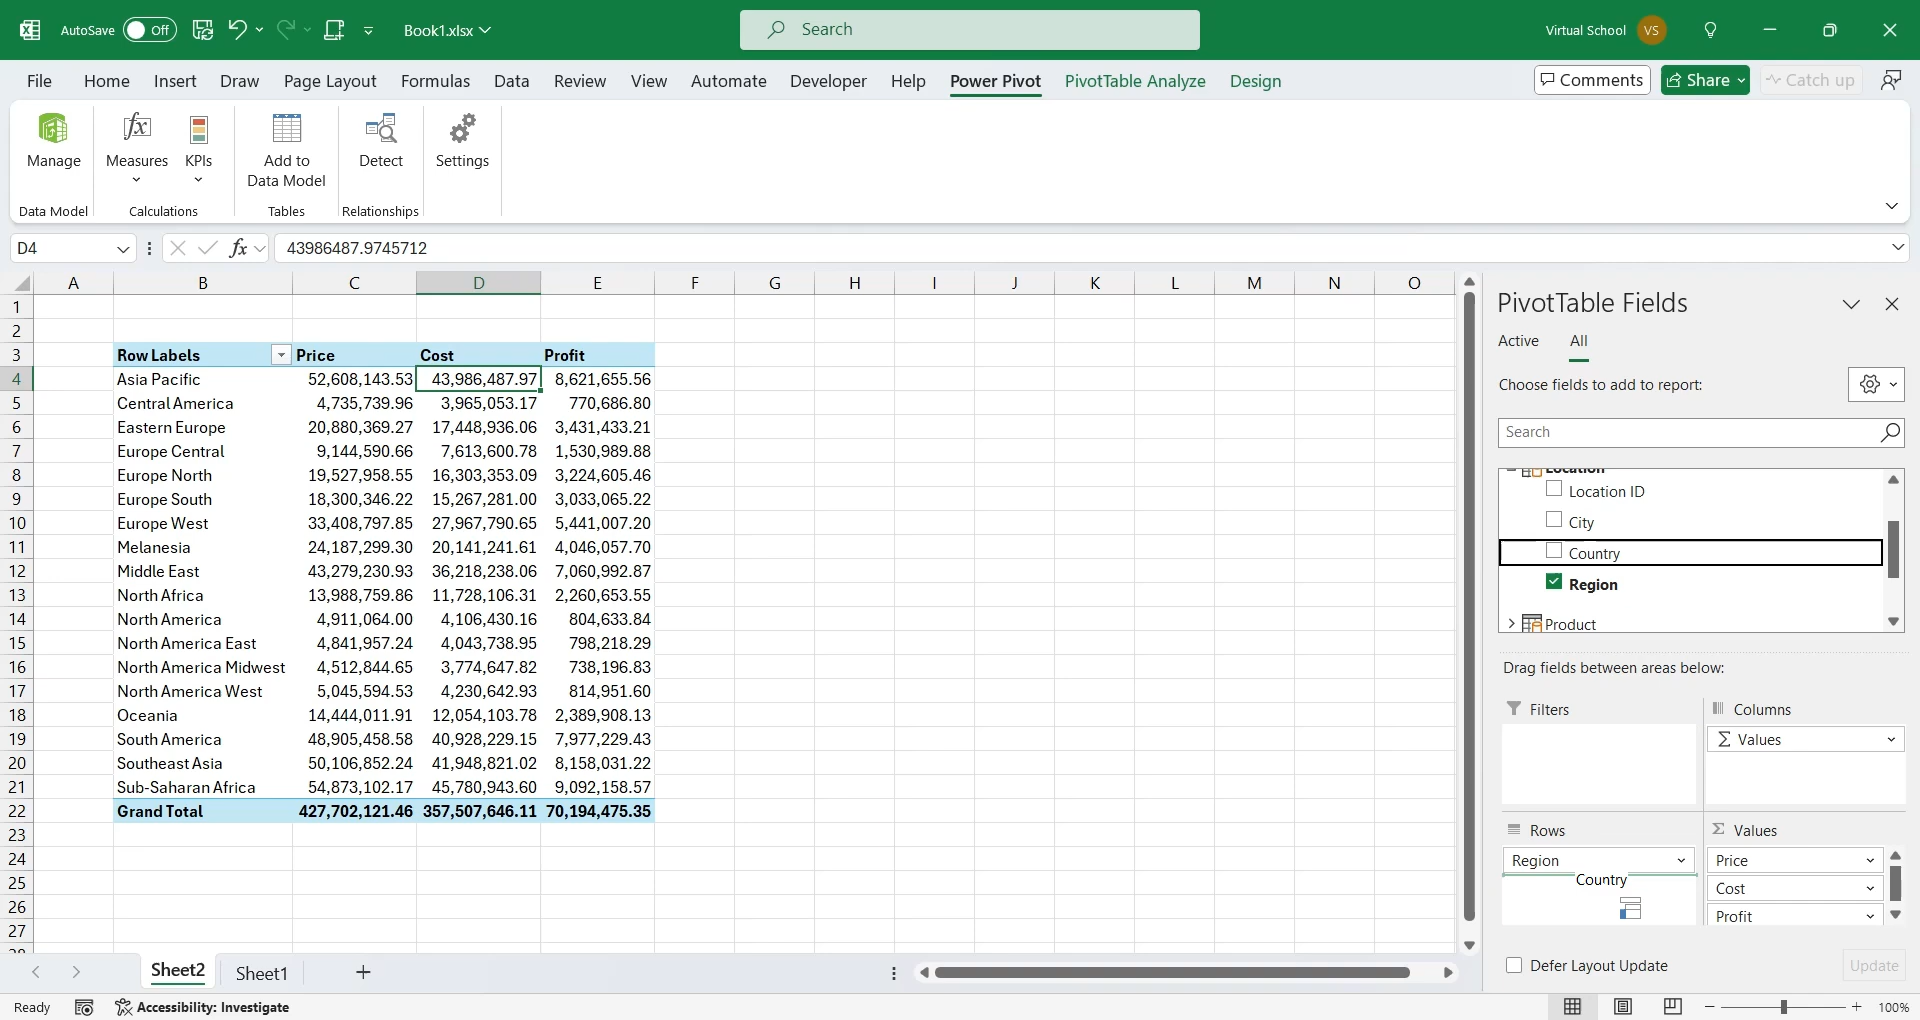 AutoSave Off Book1.xlsx Search Virtual School VS
File Home Insert Draw Page Layout Formulas Data Review View Automate Developer Help Power Pivot PivotTable Analyze Design Comments Share Catch up
Manage Measures KPIs Add to Data Model Detect Settings
Data Model Calculations Tables Relationships
D4 fx 43986487.9745712
A B C D E F G H I J K L M N O
1
2
3 Row Labels Price Cost Profit
4 Asia Pacific 52,608,143.53 43,986,487.97 8,621,655.56
5 Central America 4,735,739.96 3,965,053.17 770,686.80
6 Eastern Europe 20,880,369.27 17,448,936.06 3,431,433.21
7 Europe Central 9,144,590.66 7,613,600.78 1,530,989.88
8 Europe North 19,527,958.55 16,303,353.09 3,224,605.46
9 Europe South 18,300,346.22 15,267,281.00 3,033,065.22
10 Europe West 33,408,797.85 27,967,790.65 5,441,007.20
11 Melanesia 24,187,299.30 20,141,241.61 4,046,057.70
12 Middle East 43,279,230.93 36,218,238.06 7,060,992.87
13 North Africa 13,988,759.86 11,728,106.31 2,260,653.55
14 North America 4,911,064.00 4,106,430.16 804,633.84
15 North America East 4,841,957.24 4,043,738.95 798,218.29
16 North America Midwest 4,512,844.65 3,774,647.82 738,196.83
17 North America West 5,045,594.53 4,230,642.93 814,951.60
18 Oceania 14,444,011.91 12,054,103.78 2,389,908.13
19 South America 48,905,458.58 40,928,229.15 7,977,229.43
20 Southeast Asia 50,106,852.24 41,948,821.02 8,158,031.22
21 Sub-Saharan Africa 54,873,102.17 45,780,943.60 9,092,158.57
22 Grand Total 427,702,121.46 357,507,646.11 70,194,475.35
23
24
25
26
27
28
PivotTable Fields
Active All
Choose fields to add to report:
Search
Location
Location ID
City
Country
Region
Product
Drag fields between areas below:
Filters Columns
Σ Values
Rows Σ Values
Region Price
Country
Cost
Profit
Defer Layout Update Update
Sheet2 Sheet1
Ready Accessibility: Investigate 100%